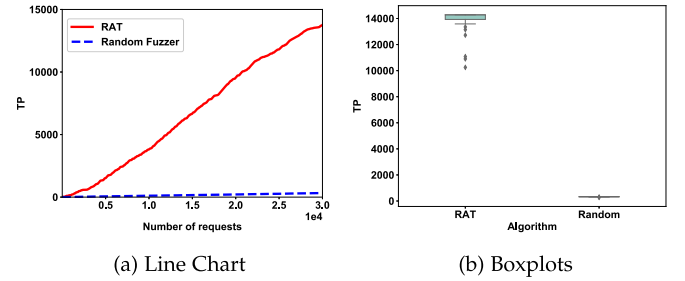 15000
10000
5000
0
TP
RAT
Random Fuzzer
0.5 1.0 1.5 2.0 2.5 3.0
1e4
Number of requests
(a) Line Chart
14000
12000
10000
8000
6000
4000
2000
0
TP
RAT Random
Algorithm
(b) Boxplots